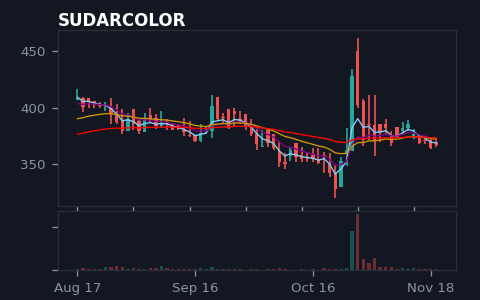 SUDARCOLOR
450
400
350
Aug 17
Sep 16
Oct 16
Nov 18